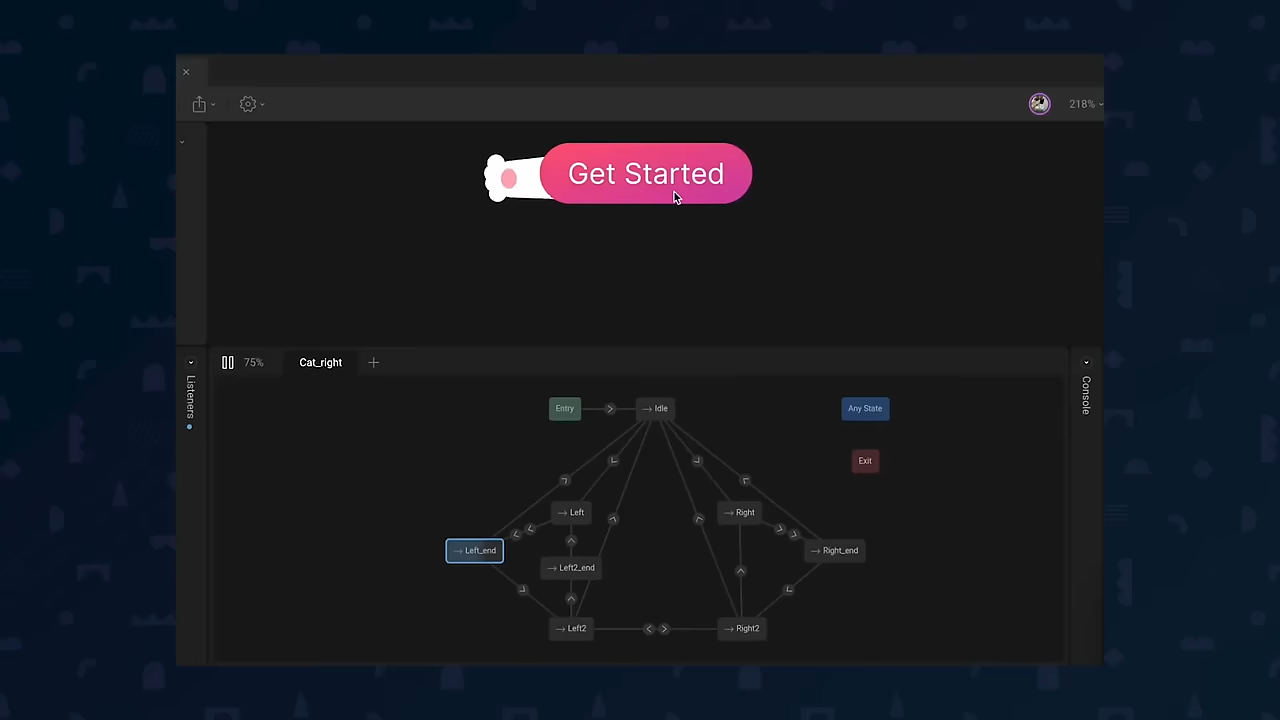 218%
Get Started
75%
Cat_right
Listeners
Console
Entry
Idle
Any State
Exit
Left
Right
Left_end
Right_end
Left2_end
Left2
Right2